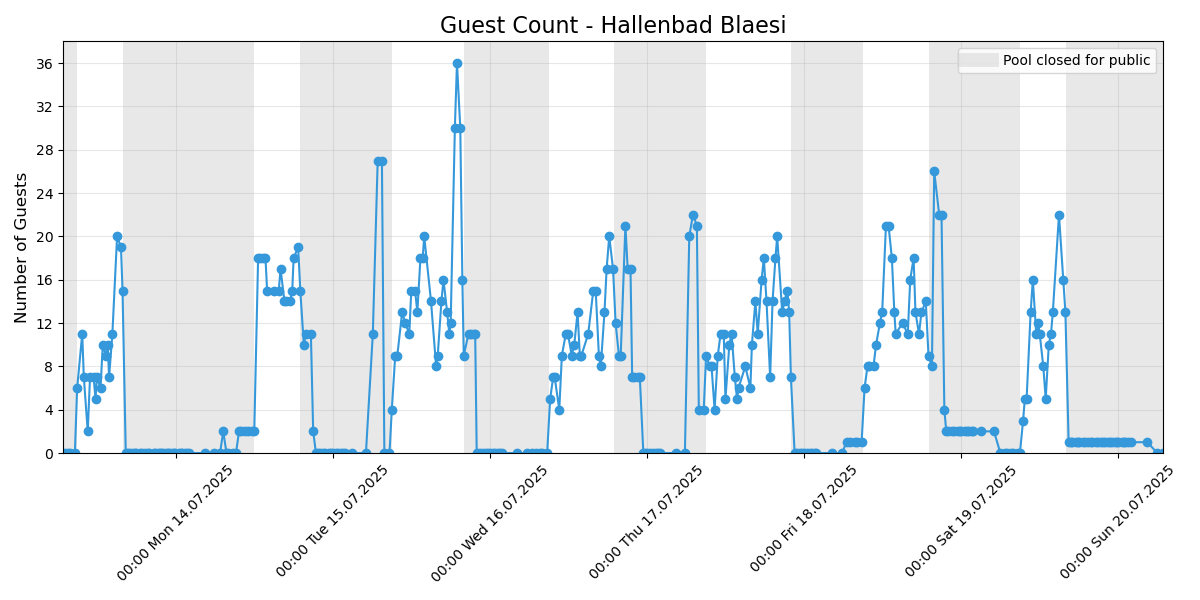 Guest Count - Hallenbad Blaesi
Pool closed for public
Number of Guests
36
32
28
24
20
16
12
8
4
0
00:00 Mon 14.07.2025
00:00 Tue 15.07.2025
00:00 Wed 16.07.2025
00:00 Thu 17.07.2025
00:00 Fri 18.07.2025
00:00 Sat 19.07.2025
00:00 Sun 20.07.2025